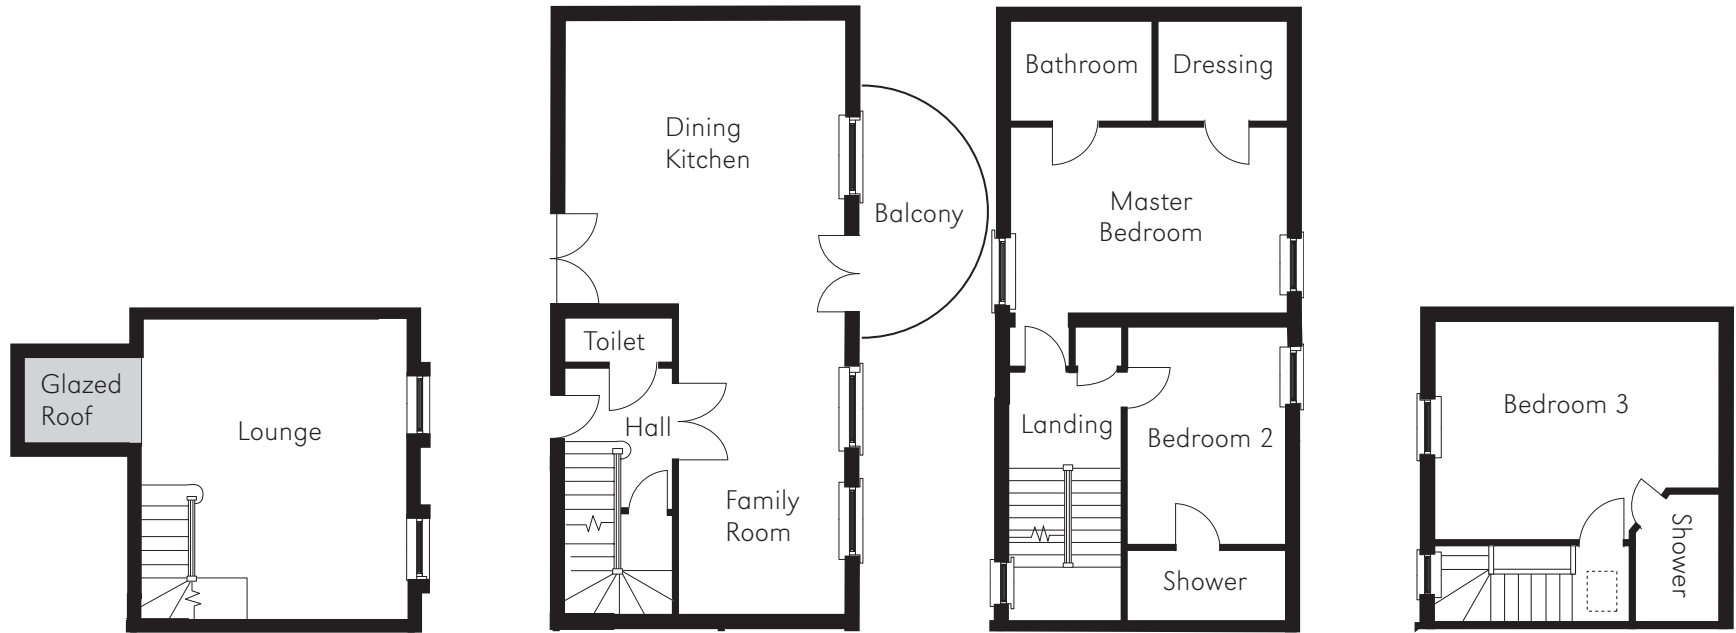 Glazed
Roof
Lounge
Dining
Kitchen
Balcony
Toilet
Hall
Family
Room
Bathroom
Dressing
Master
Bedroom
Landing
Bedroom 2
Shower
Bedroom 3
Shower